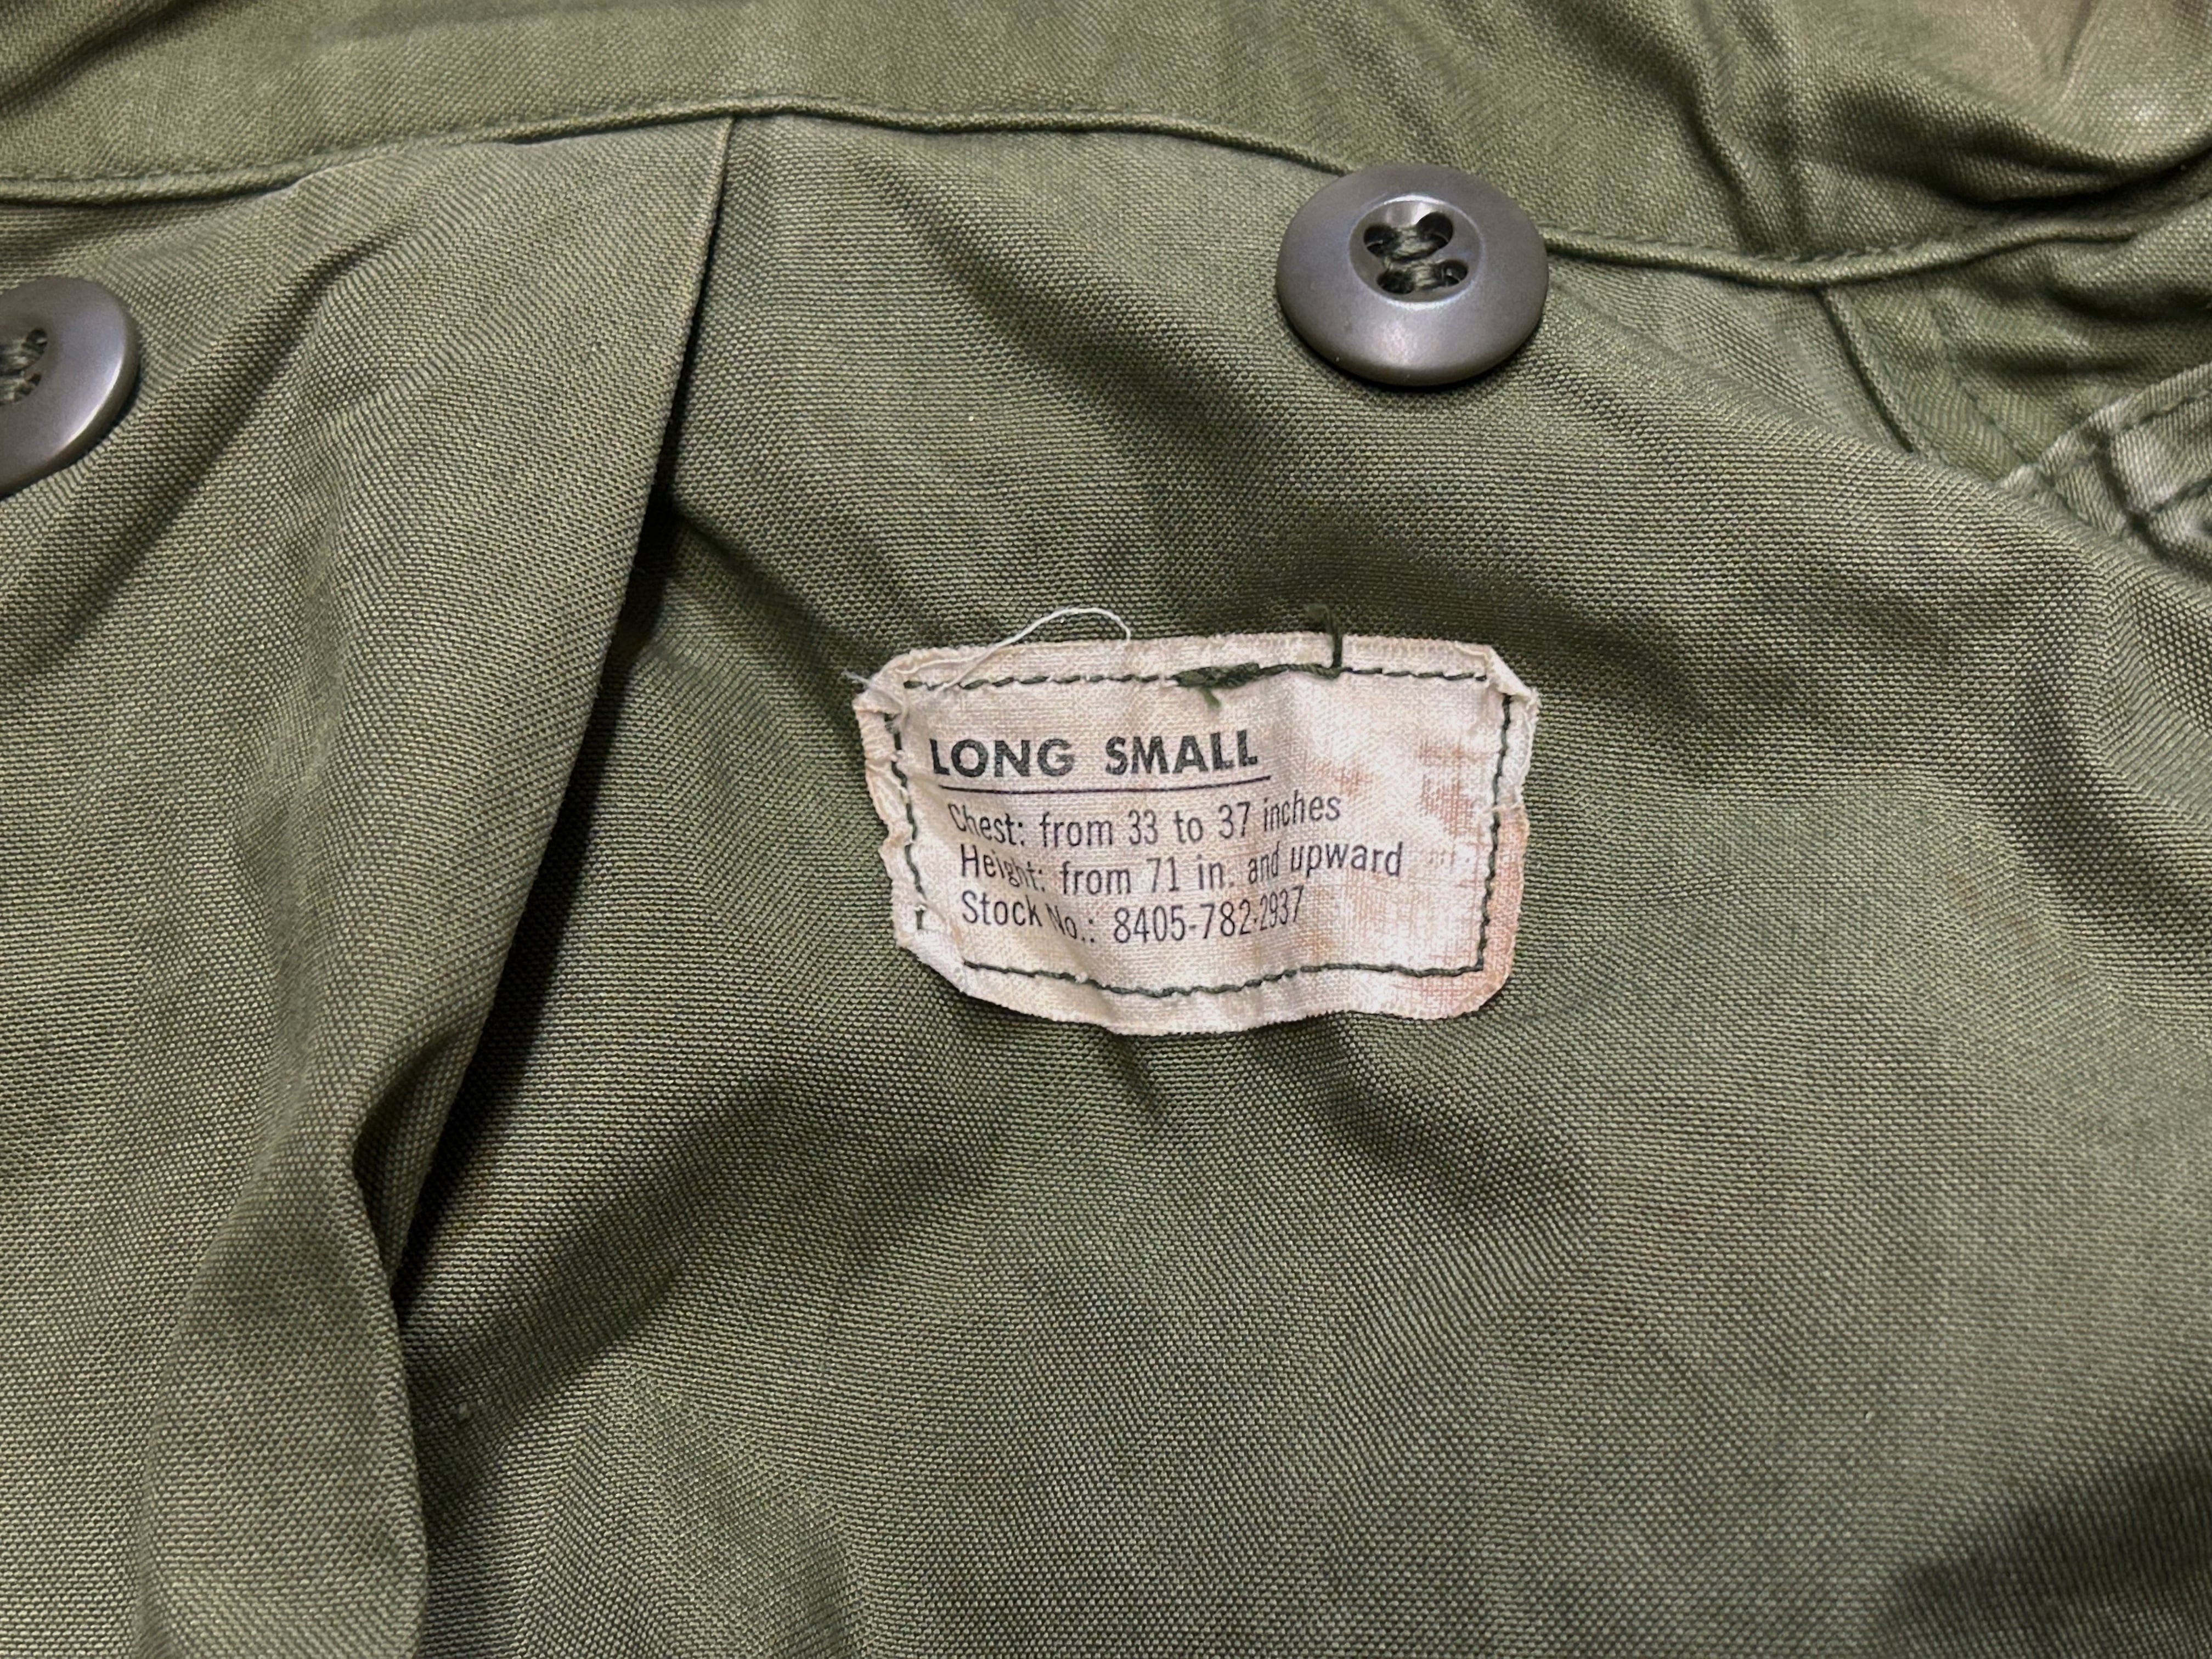 LONG SMALL
Chest: from 33 to 37 inches
Height: from 71 in. and upward
Stock No.: 8405-782-2937